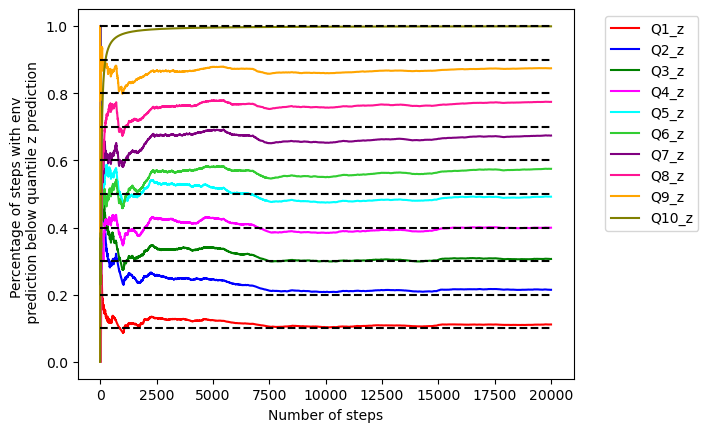 1.0
0.8
0.6
0.4
0.2
0.0
Percentage of steps with env
prediction below quantile z prediction
0
2500
5000
7500
10000
12500
15000
17500
20000
Number of steps
Q1_z
Q2_z
Q3_z
Q4_z
Q5_z
Q6_z
Q7_z
Q8_z
Q9_z
Q10_z